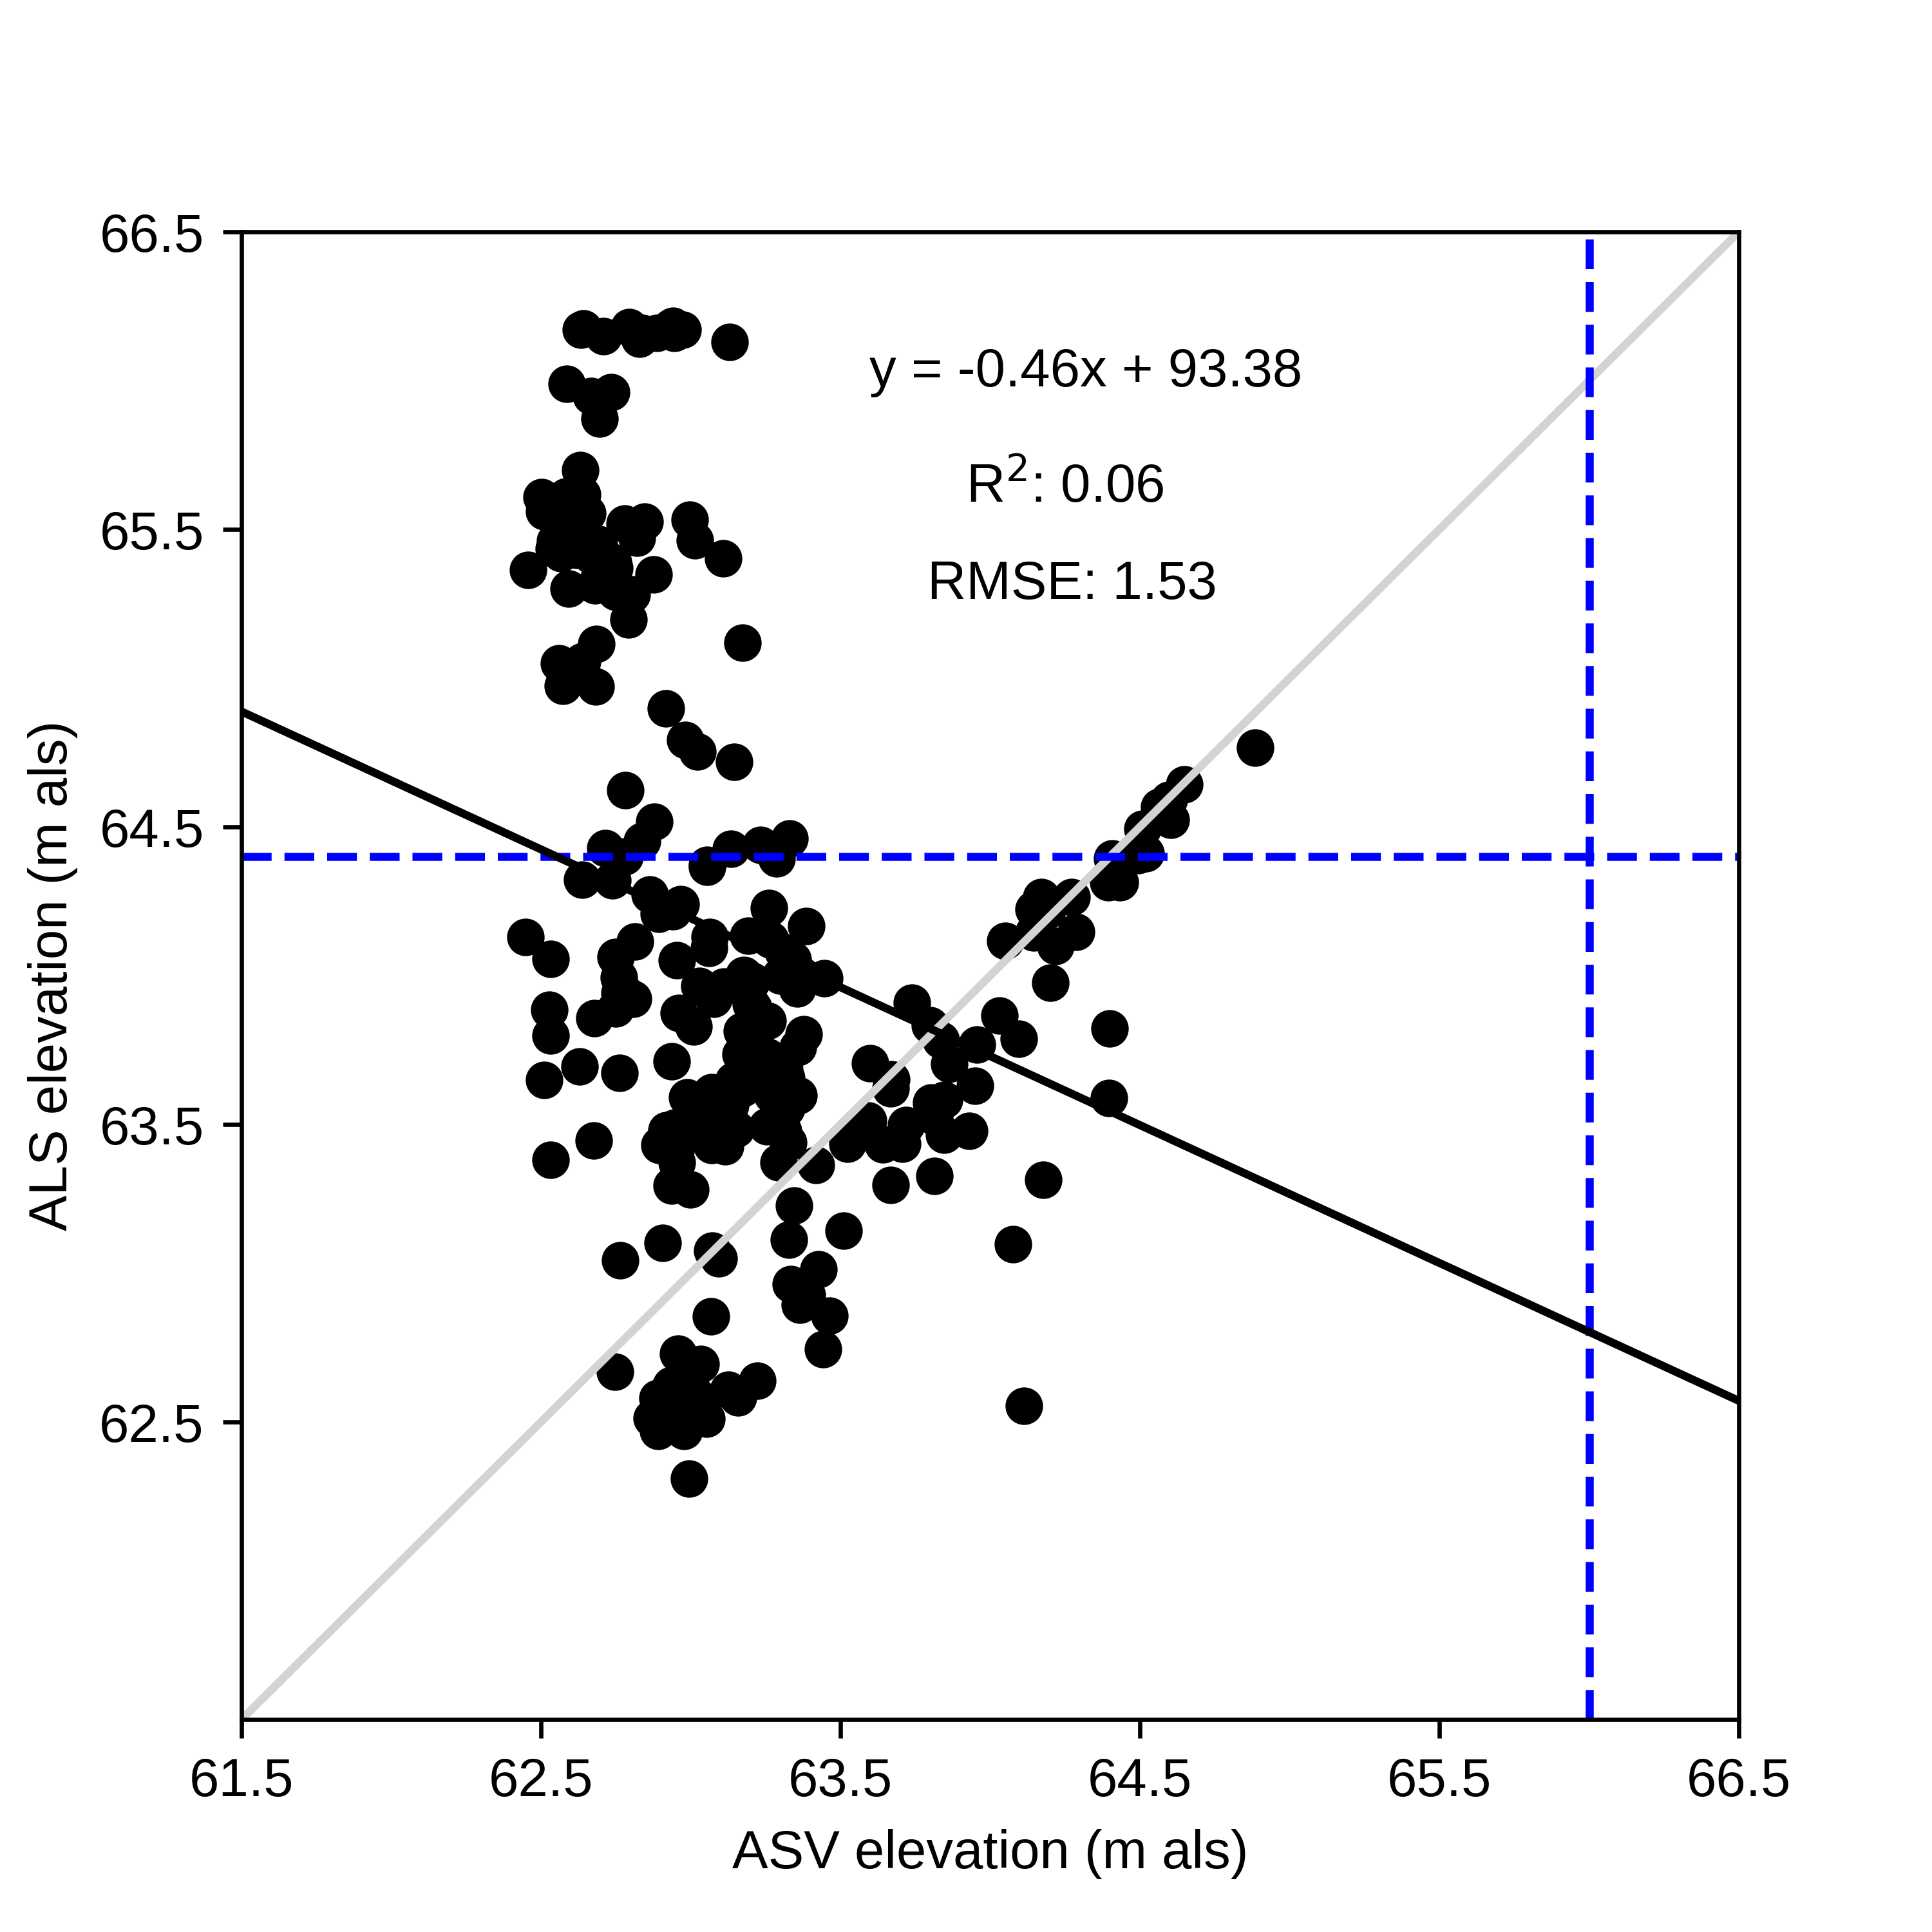 66.5
y = -0.46x + 93.38
R²: 0.06
65.5
RMSE: 1.53
64.5
63.5
62.5
ALS elevation (m als)
61.5 62.5 63.5 64.5 65.5 66.5
ASV elevation (m als)